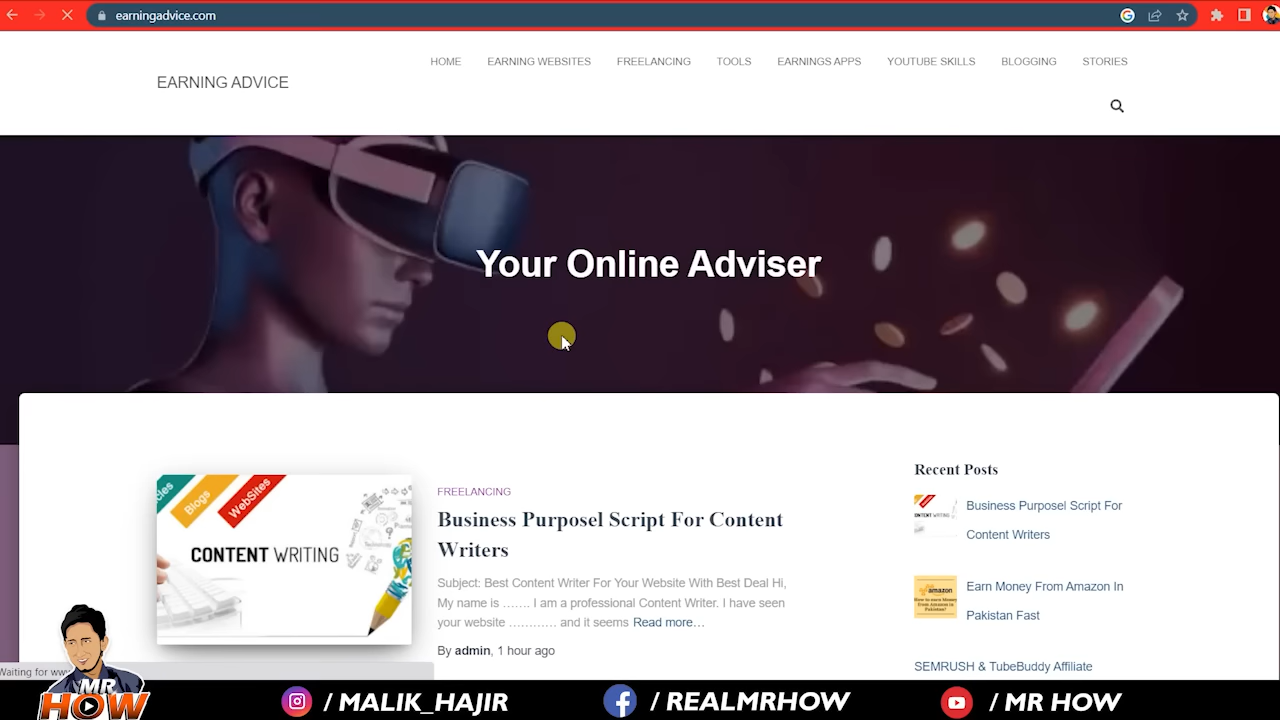 earningadvice.com
HOME EARNING WEBSITES FREELANCING TOOLS EARNINGS APPS YOUTUBE SKILLS BLOGGING STORIES
EARNING ADVICE
Your Online Adviser
Blogs
WebSites
CONTENT WRITING
FREELANCING
Business Purposel Script For Content
Writers
Subject: Best Content Writer For Your Website With Best Deal Hi,
My name is ……. I am a professional Content Writer. I have seen
your website ………… and it seems Read more…
By admin, 1 hour ago
Recent Posts
Business Purposel Script For
Content Writers
amazon
Earn Money From Amazon In
Pakistan Fast
SEMRUSH & TubeBuddy Affiliate
Waiting for
MR
HOW
/ MALIK_HAJIR
/ REALMRHOW
/ MR HOW